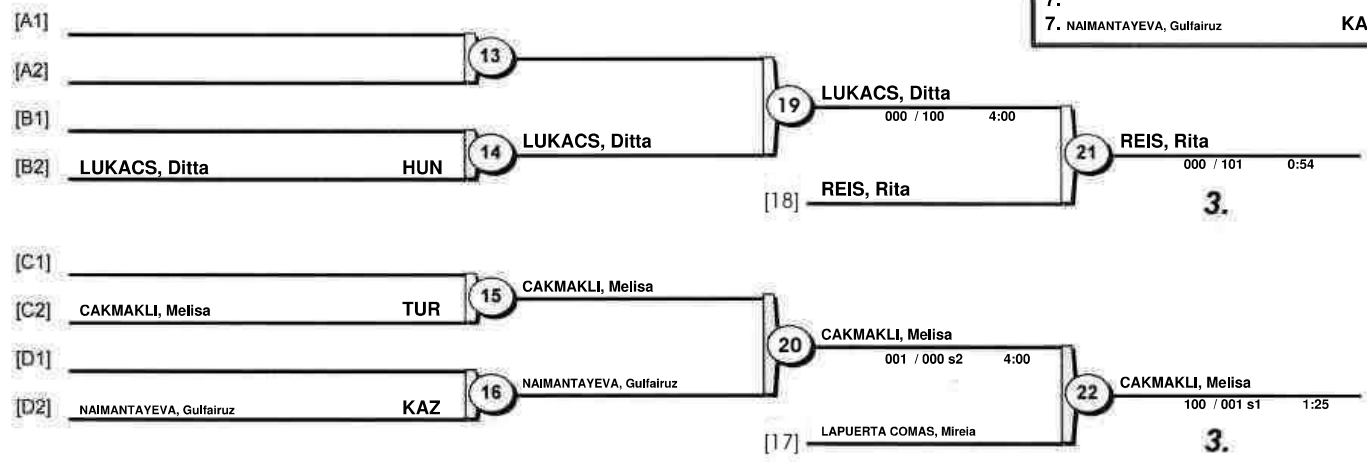 7.
7. NAIMANTAYEVA, Gulfairuz KA
[A1]
[A2]
13
[B1]
[B2] LUKACS, Ditta HUN
14 LUKACS, Ditta
19 LUKACS, Ditta
000 / 100 4:00
[18] REIS, Rita
21 REIS, Rita
000 / 101 0:54
3.
[C1]
[C2] CAKMAKLI, Melisa TUR
15 CAKMAKLI, Melisa
[D1]
[D2] NAIMANTAYEVA, Gulfairuz KAZ
16 NAIMANTAYEVA, Gulfairuz
20 CAKMAKLI, Melisa
001 / 000 s2 4:00
[17] LAPUERTA COMAS, Mireia
22 CAKMAKLI, Melisa
100 / 001 s1 1:25
3.